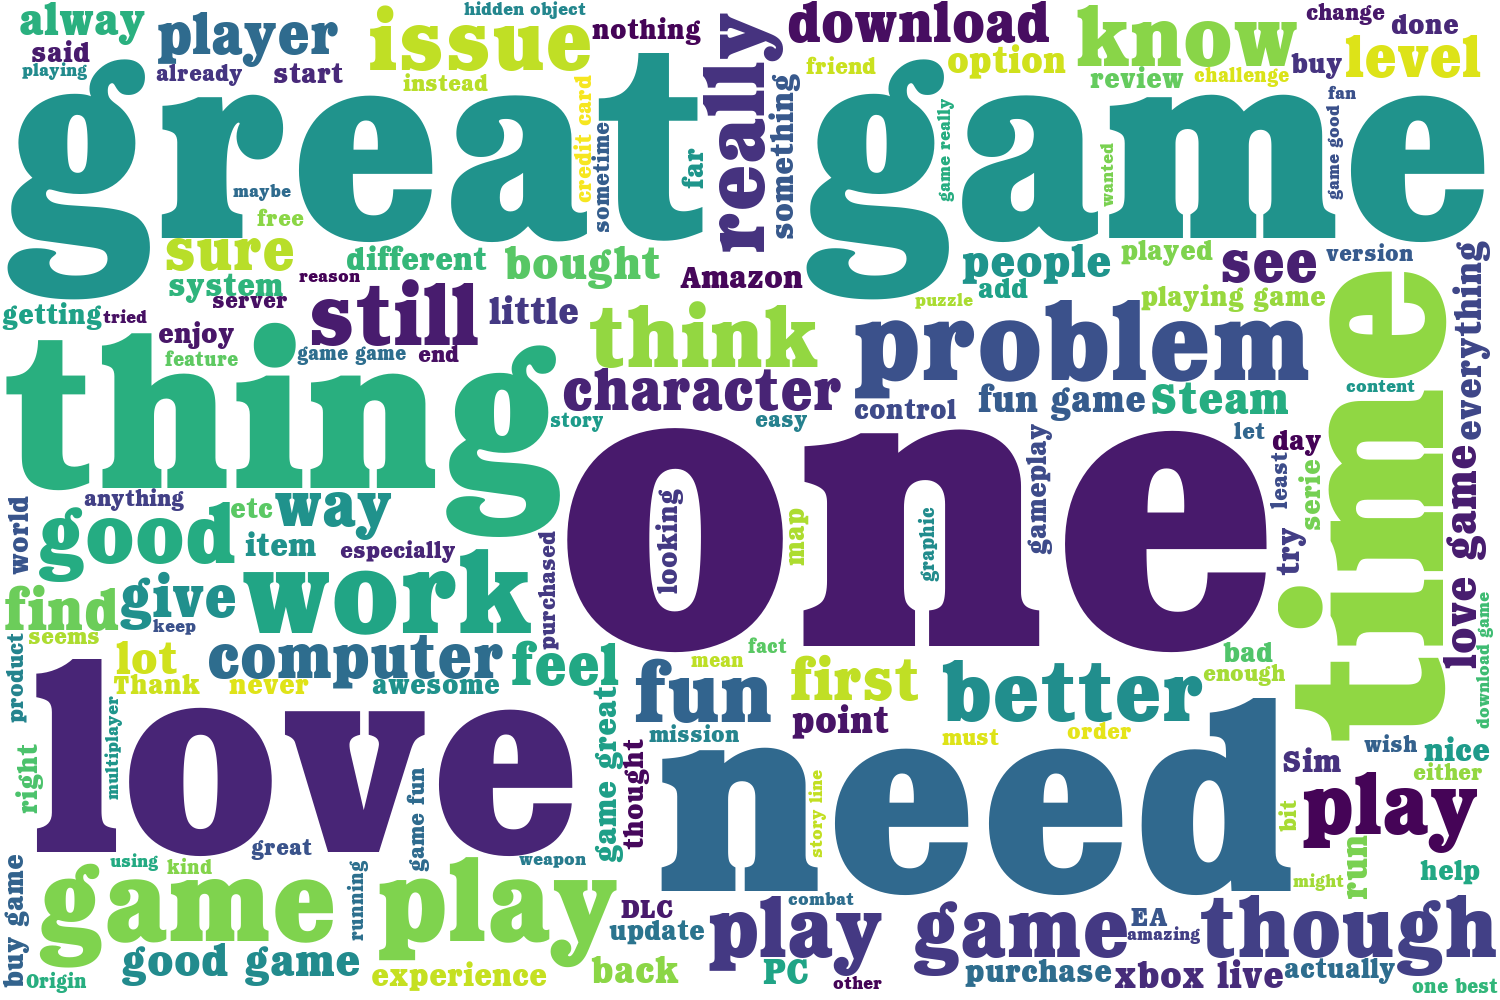 alway
said
playing
player
already
start
issue
instead
hidden object
nothing
really
download
friend
option
know
review
challenge
change
done
buy
level
fan
great game
maybe
free
credit card
sometime
far
something
game really
wanted
game good
sure
system
server
reason
different
bought
Amazon
people
add
puzzle
played
playing game
see
version
everything
getting
tried
enjoy
feature
still
game game
end
little
think
character
story
easy
problem
control
fun game
Steam
content
time
thing
one
looking
map
graphic
gameplay
let
day
least
serie
try
love game
anything
world
good
etc
way
item
especially
purchased
work
find
give
keep
seems
product
lot
Thank
never
computer
awesome
feel
fun
mission
mean
fact
first
point
better
must
order
bad
enough
download game
love
multiplayer
right
great
game fun
game great
thought
weapon
need
story line
Sim
wish
nice
either
play
bit
might
run
help
using
kind
game play
running
buy game
Origin
good game
experience
back
DLC
update
combat
play game
PC
other
EA
amazing
purchase
xbox live
though
actually
one best